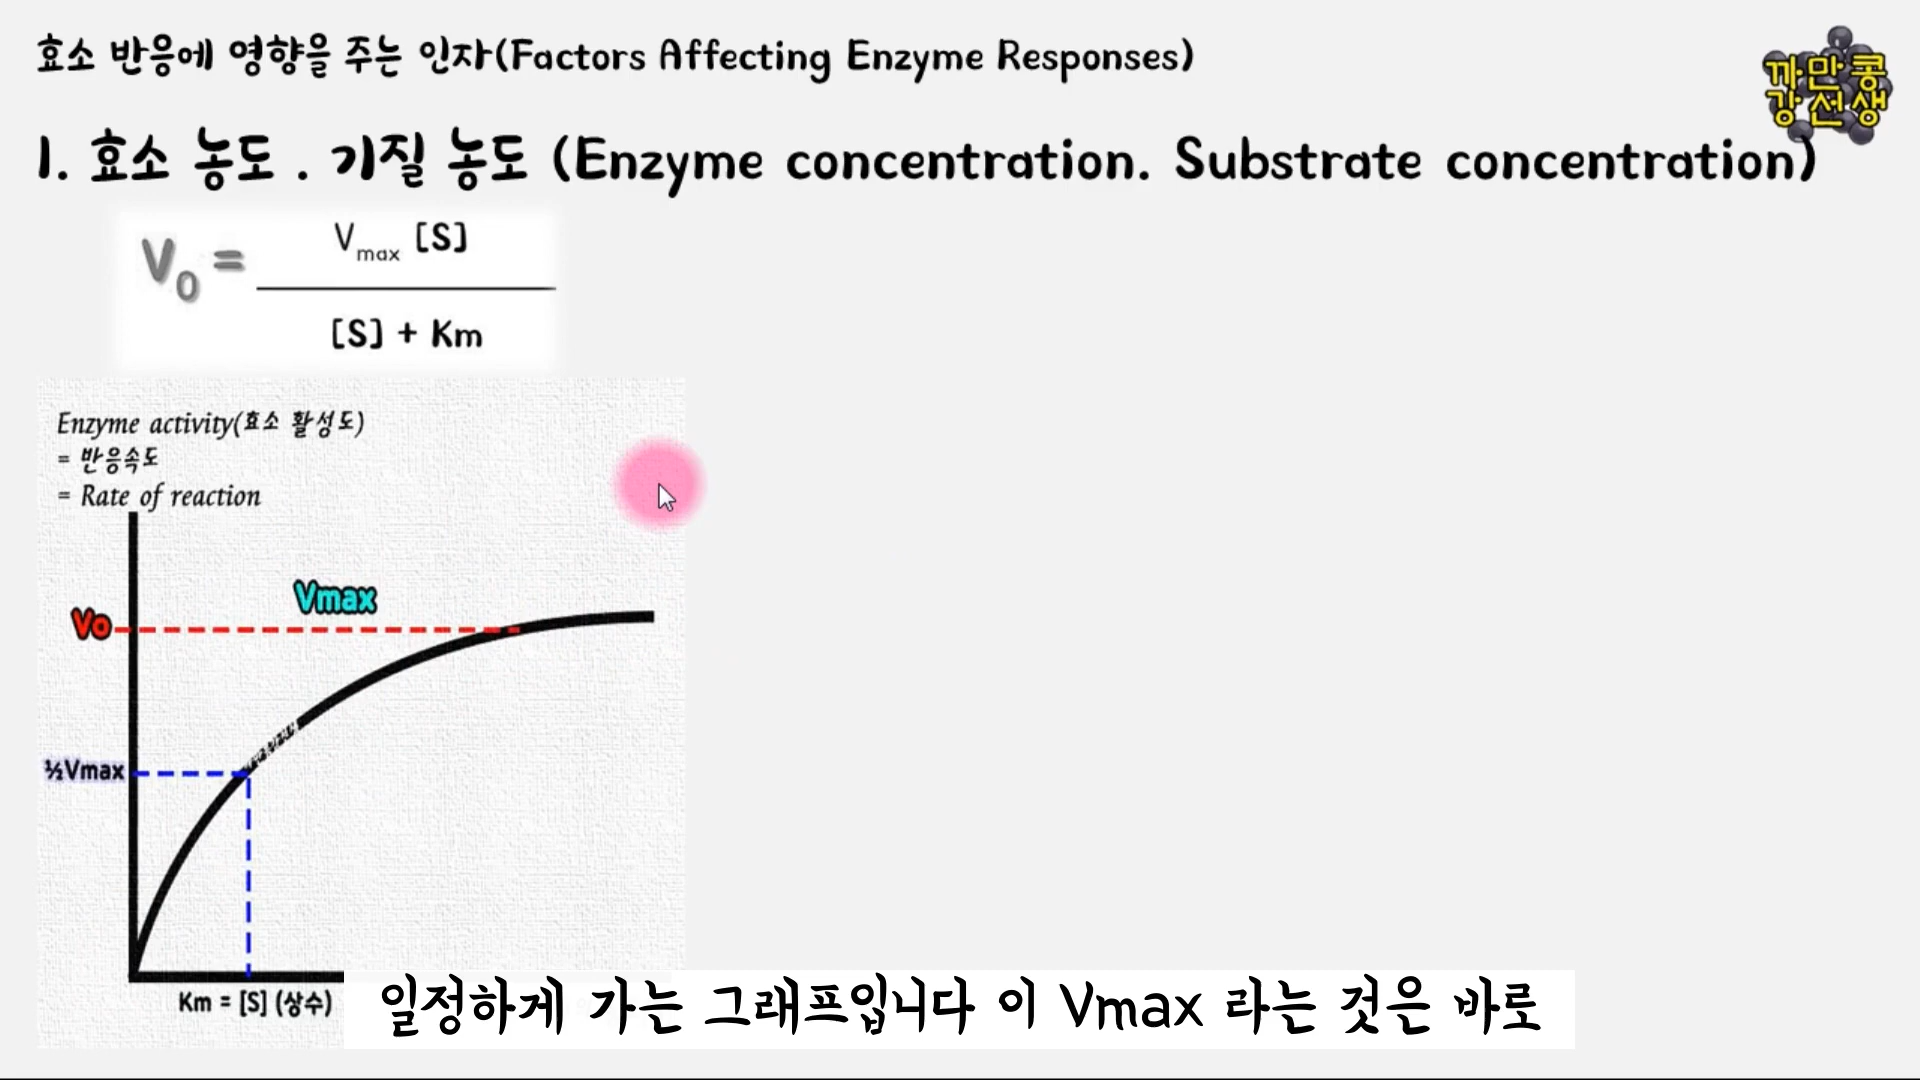 효소 반응에 영향을 주는 인자(Factors Affecting Enzyme Responses)
까만콩
강선생
1. 효소 농도 . 기질 농도 (Enzyme concentration. Substrate concentration)
V0 = Vmax [S]
[S] + Km
Enzyme activity(효소 활성도)
= 반응속도
= Rate of reaction
Vmax
Vo
½Vmax
Km = [S] (상수)
일정하게 가는 그래프입니다 이 Vmax 라는 것은 바로